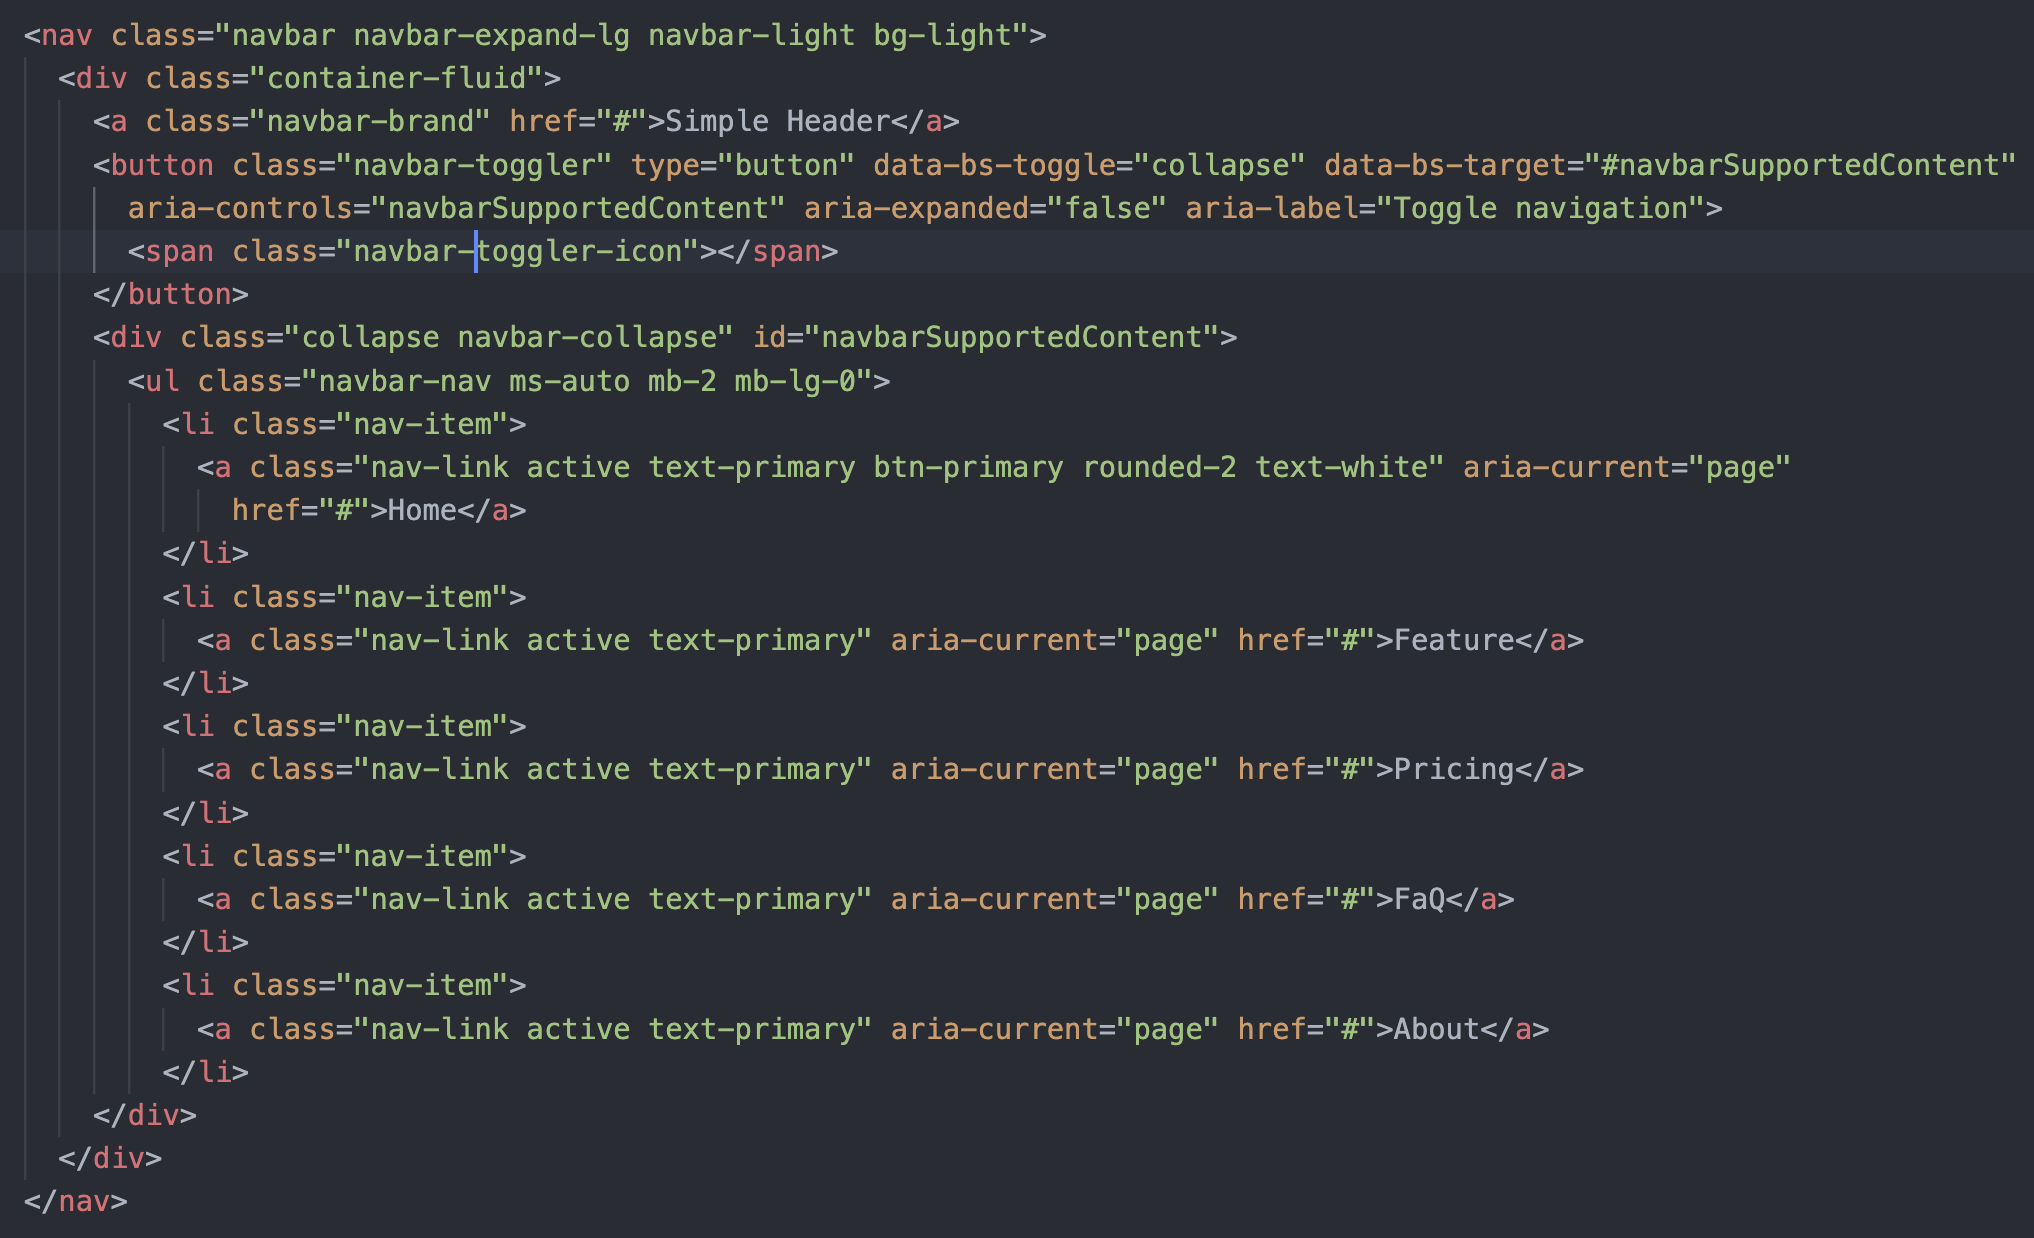 <nav class="navbar navbar-expand-lg navbar-light bg-light">
<div class="container-fluid">
<a class="navbar-brand" href="#">Simple Header</a>
<button class="navbar-toggler" type="button" data-bs-toggle="collapse" data-bs-target="#navbarSupportedContent"
aria-controls="navbarSupportedContent" aria-expanded="false" aria-label="Toggle navigation">
<span class="navbar-toggler-icon"></span>
</button>
<div class="collapse navbar-collapse" id="navbarSupportedContent">
<ul class="navbar-nav ms-auto mb-2 mb-lg-0">
<li class="nav-item">
<a class="nav-link active text-primary btn-primary rounded-2 text-white" aria-current="page"
href="#">Home</a>
</li>
<li class="nav-item">
<a class="nav-link active text-primary" aria-current="page" href="#">Feature</a>
</li>
<li class="nav-item">
<a class="nav-link active text-primary" aria-current="page" href="#">Pricing</a>
</li>
<li class="nav-item">
<a class="nav-link active text-primary" aria-current="page" href="#">FaQ</a>
</li>
<li class="nav-item">
<a class="nav-link active text-primary" aria-current="page" href="#">About</a>
</li>
</div>
</div>
</nav>